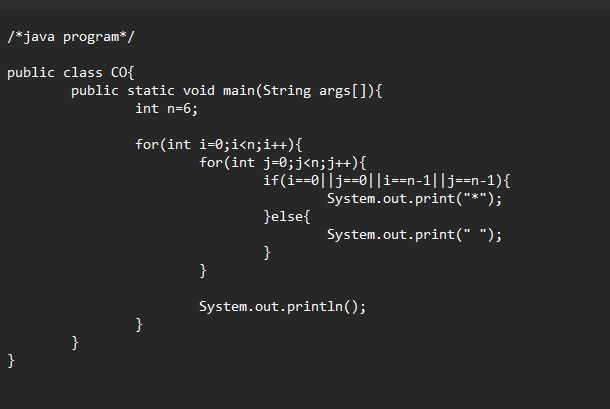 /*java program*/
public class CO{
        public static void main(String args[]){
                int n=6;
                for(int i=0;i<n;i++){
                        for(int j=0;j<n;j++){
                                if(i==0||j==0||i==n-1||j==n-1){
                                        System.out.print("*");
                                }else{
                                        System.out.print(" ");
                                }
                        }
                        System.out.println();
                }
        }
}